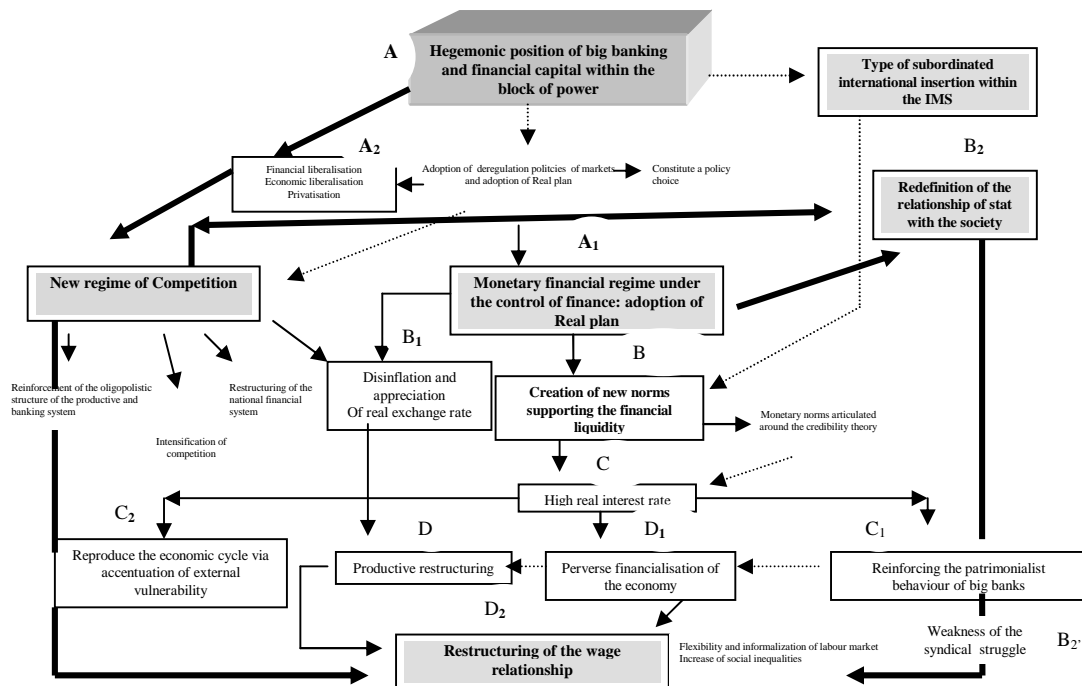 A
Hegemonic position of big banking
and financial capital within the
block of power
Type of subordinated
international insertion within
the IMS
A2
B2
Financial liberalisation
Economic liberalisation
Privatisation
Adoption of deregulation politcies of markets
and adoption of Real plan
Constitute a policy
choice
Redefinition of the
relationship of stat with the
society
A1
New regime of Competition
Monetary financial regime under
the control of finance: adoption of
Real plan
B1
B
Reinforcement of the oligopolistic
structure of the productive and
banking system
Restructuring of the
national financial
system
Intensification of
competition
Disinflation and
appreciation
Of real exchange rate
Creation of new norms
supporting the financial
liquidity
Monetary norms articulated
around the credibility theory
C
High real interest rate
C2
D
D1
C1
Reproduce the economic cycle via
accentuation of external
vulnerability
Productive restructuring
Perverse financialisation of
the economy
Reinforcing the patrimonialist
behaviour of big banks
D2
Weakness of the
syndical struggle
B2'
Restructuring of the wage
relationship
Flexibility and informalization of labour market
Increase of social inequalities